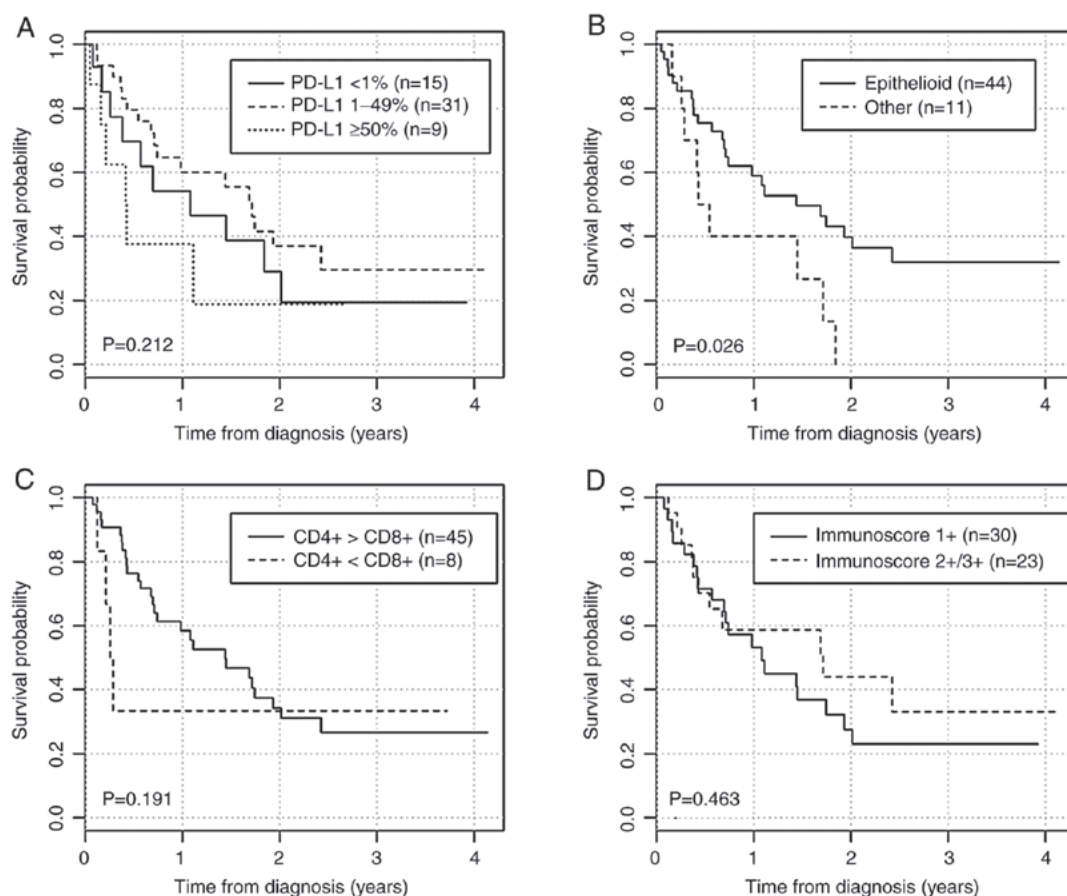 A
PD-L1 <1% (n=15)
PD-L1 1–49% (n=31)
PD-L1 ≥50% (n=9)
Survival probability
1.0
0.8
0.6
0.4
0.2
0.0
P=0.212
0 1 2 3 4
Time from diagnosis (years)
B
Epithelioid (n=44)
Other (n=11)
Survival probability
1.0
0.8
0.6
0.4
0.2
0.0
P=0.026
0 1 2 3 4
Time from diagnosis (years)
C
CD4+ > CD8+ (n=45)
CD4+ < CD8+ (n=8)
Survival probability
1.0
0.8
0.6
0.4
0.2
0.0
P=0.191
0 1 2 3 4
Time from diagnosis (years)
D
Immunoscore 1+ (n=30)
Immunoscore 2+/3+ (n=23)
Survival probability
1.0
0.8
0.6
0.4
0.2
0.0
P=0.463
0 1 2 3 4
Time from diagnosis (years)